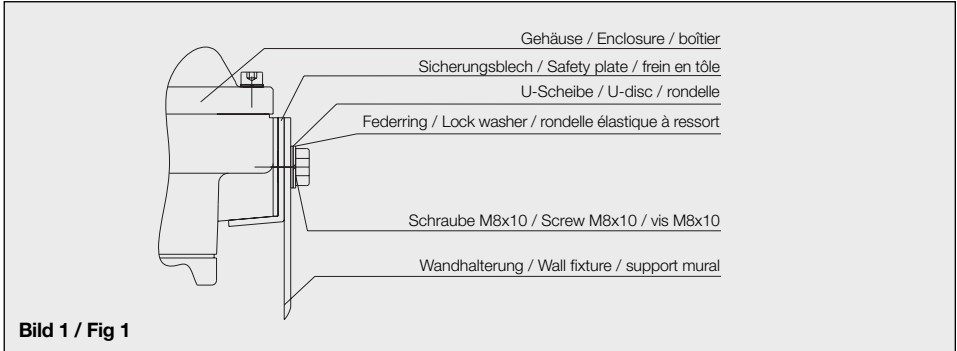 Gehäuse / Enclosure / boîtier
Sicherungsblech / Safety plate / frein en tôle
U-Scheibe / U-disc / rondelle
Federring / Lock washer / rondelle élastique à ressort
Schraube M8x10 / Screw M8x10 / vis M8x10
Wandhalterung / Wall fixture / support mural
Bild 1 / Fig 1